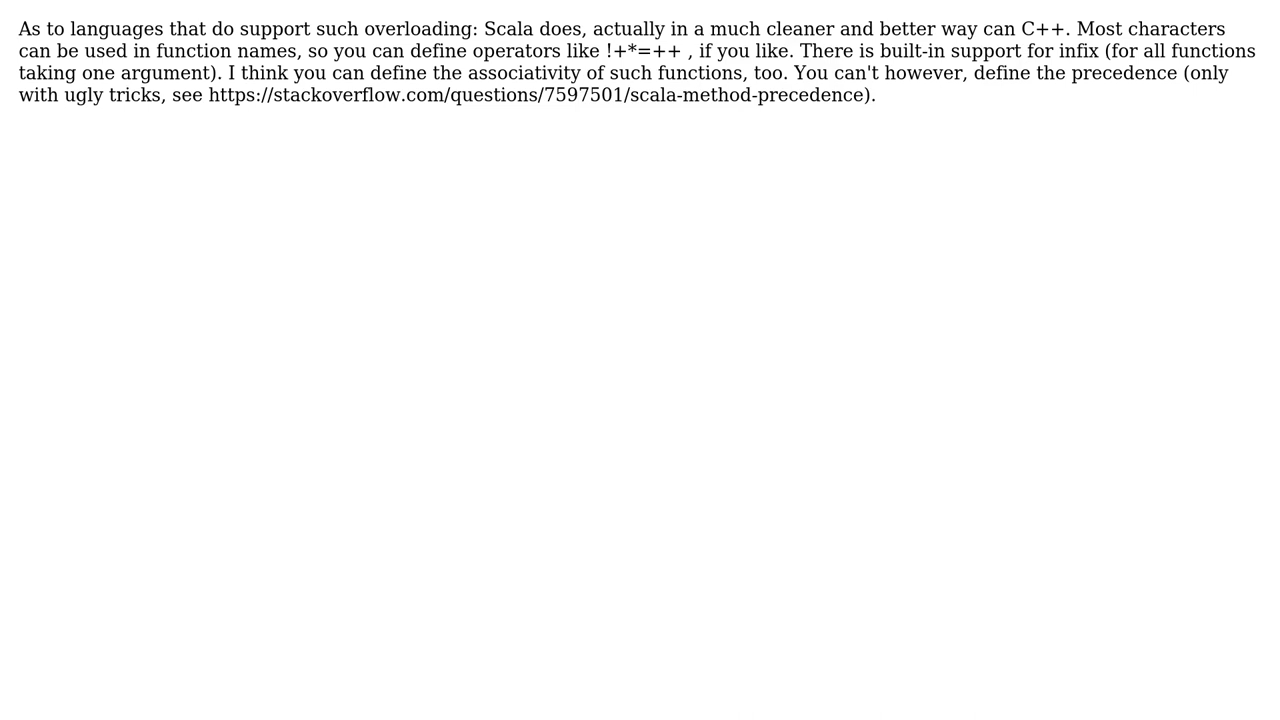 As to languages that do support such overloading: Scala does, actually in a much cleaner and better way can C++. Most characters
can be used in function names, so you can define operators like !+*=++ , if you like. There is built-in support for infix (for all functions
taking one argument). I think you can define the associativity of such functions, too. You can't however, define the precedence (only
with ugly tricks, see https://stackoverflow.com/questions/7597501/scala-method-precedence).